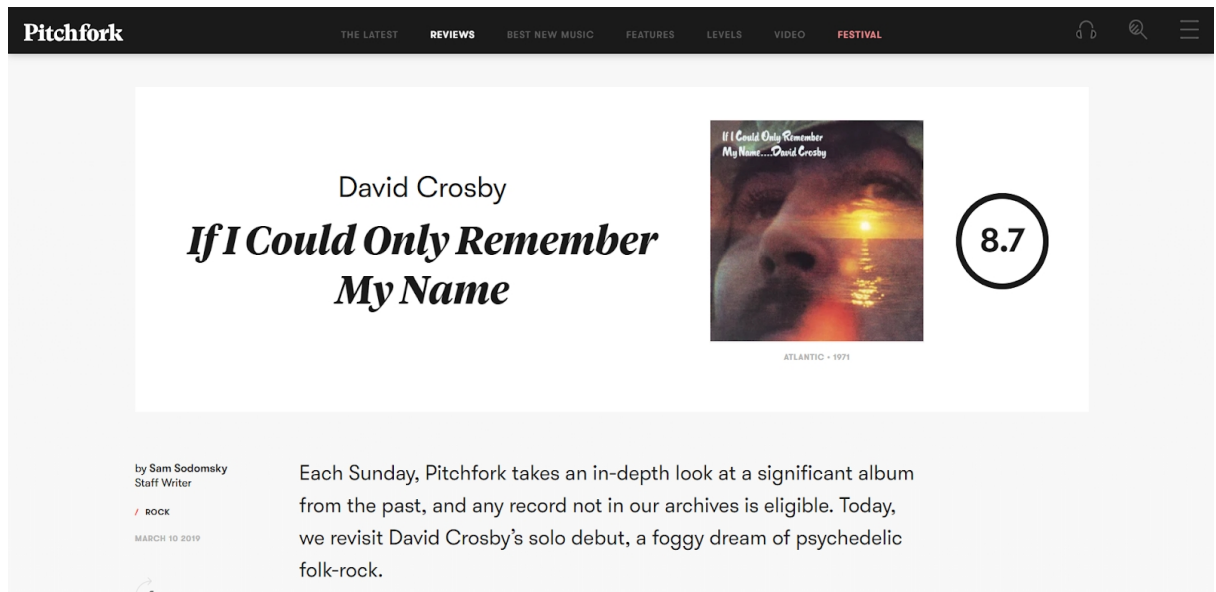 Pitchfork
THE LATEST REVIEWS BEST NEW MUSIC FEATURES LEVELS VIDEO FESTIVAL
David Crosby
If I Could Only Remember
My Name
If I Could Only Remember
My Name....David Crosby
8.7
ATLANTIC • 1971
by Sam Sodomsky
Staff Writer
/ ROCK
MARCH 10 2019
Each Sunday, Pitchfork takes an in-depth look at a significant album
from the past, and any record not in our archives is eligible. Today,
we revisit David Crosby’s solo debut, a foggy dream of psychedelic
folk-rock.